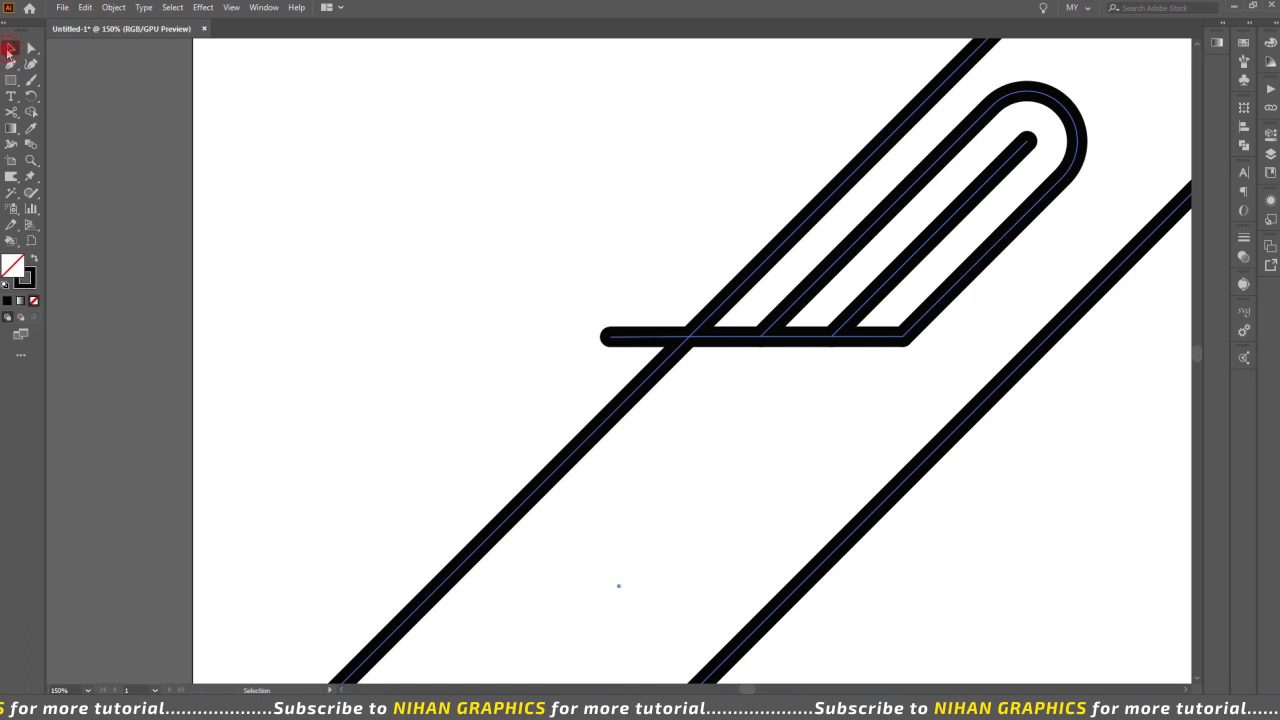 File Edit Object Type Select Effect View Window Help
MY
Search Adobe Stock
Untitled-1* @ 150% (RGB/GPU Preview)
150%
1
Selection
S for more tutorial....................Subscribe to NIHAN GRAPHICS for more tutorial....................Subscribe to NIHAN GRAPHICS for more tutorial.......